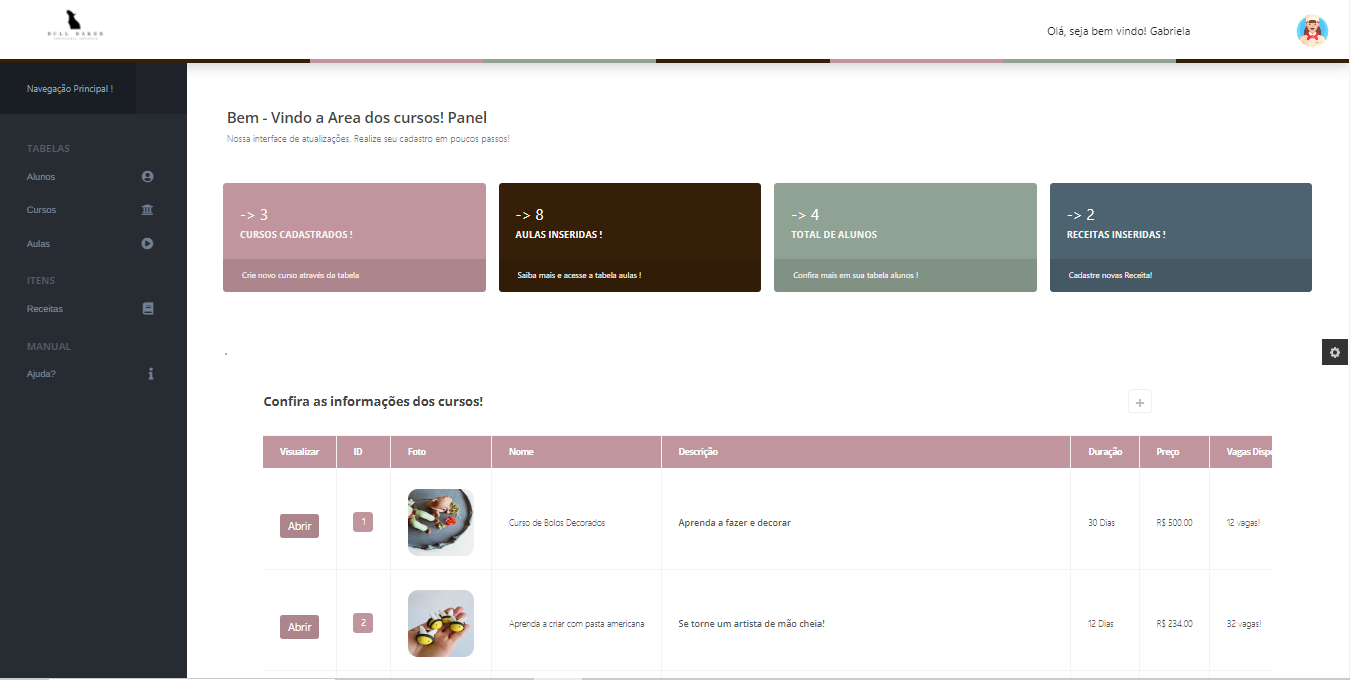 BULL BAKER
Olá, seja bem vindo! Gabriela
Navegação Principal !
TABELAS
Alunos
Cursos
Aulas
ITENS
Receitas
MANUAL
Ajuda?
Bem - Vindo a Area dos cursos! Panel
Nossa interface de atualizações, Realize seu cadastro em poucos passos!
-> 3
CURSOS CADASTRADOS !
Crie novo curso através da tabela
-> 8
AULAS INSERIDAS !
Saiba mais e acesse a tabela aulas !
-> 4
TOTAL DE ALUNOS
Confira mais em sua tabela alunos !
-> 2
RECEITAS INSERIDAS !
Cadastre novas Receita!
Confira as informações dos cursos!
+
Visualizar ID Foto Nome Descrição Duração Preço Vagas Dispo
Abrir 1 Curso de Bolos Decorados Aprenda a fazer e decorar 30 Dias R$ 500.00 12 vagas!
Abrir 2 Aprenda a criar com pasta americana Se torne um artista de mão cheia! 12 Dias R$ 234.00 32 vagas!